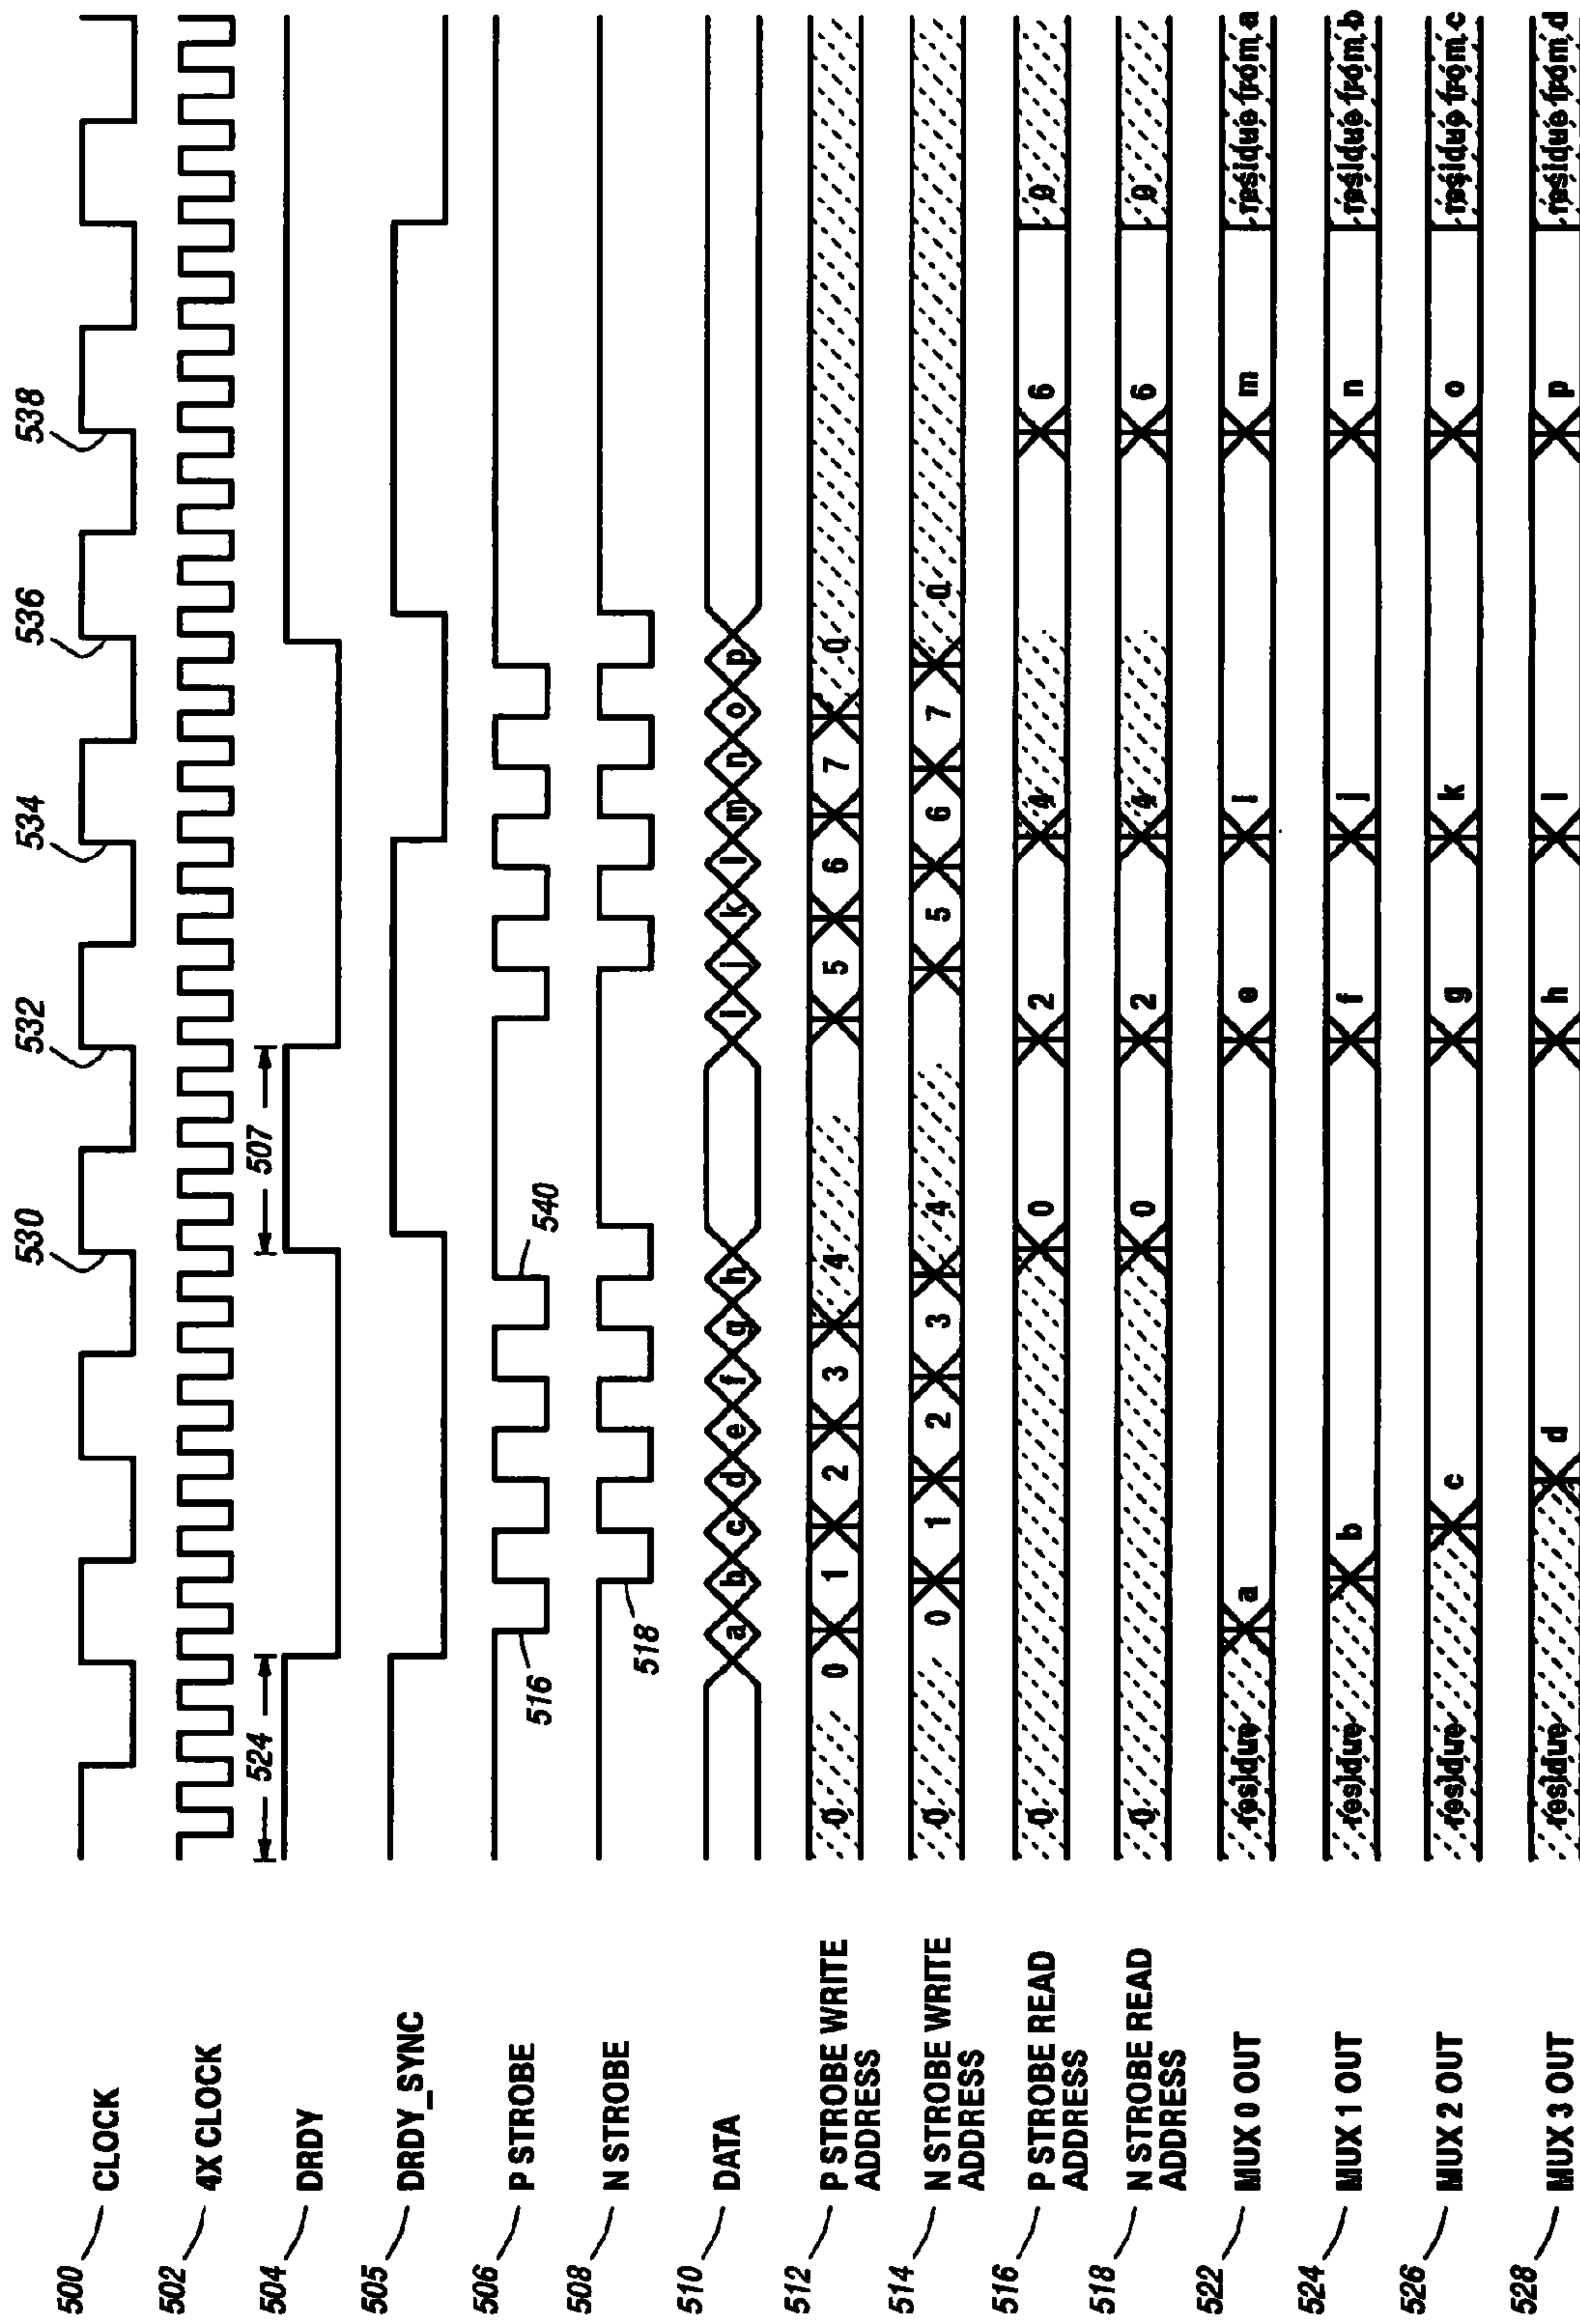 530 532 534 536 538
500 CLOCK
502 4X CLOCK
524 507
504 DRDY
505 DRDY_SYNC
506 P STROBE
516 540
508 N STROBE
518
510 DATA a b c d e f g h i j k l m n o p
512 P STROBE WRITE 0 0 1 2 3 4 5 6 7 0
ADDRESS
514 N STROBE WRITE 0 0 1 2 3 4 5 6 7 0
ADDRESS
516 P STROBE READ 0 0 2 4 6 0
ADDRESS
518 N STROBE READ 0 0 2 4 6 0
ADDRESS
522 MUX 0 OUT residue a e i m residue from a
524 MUX 1 OUT residue b f j n residue from b
526 MUX 2 OUT residue c g k o residue from c
528 MUX 3 OUT residue d h l p residue from d